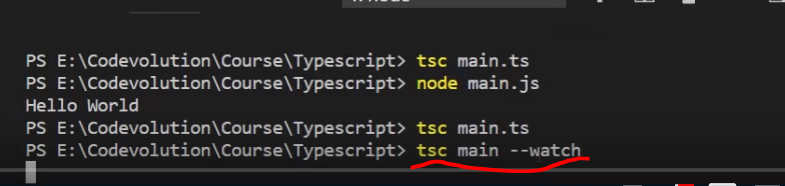 PS E:\Codevolution\Course\Typescript> tsc main.ts
PS E:\Codevolution\Course\Typescript> node main.js
Hello World
PS E:\Codevolution\Course\Typescript> tsc main.ts
PS E:\Codevolution\Course\Typescript> tsc main --watch